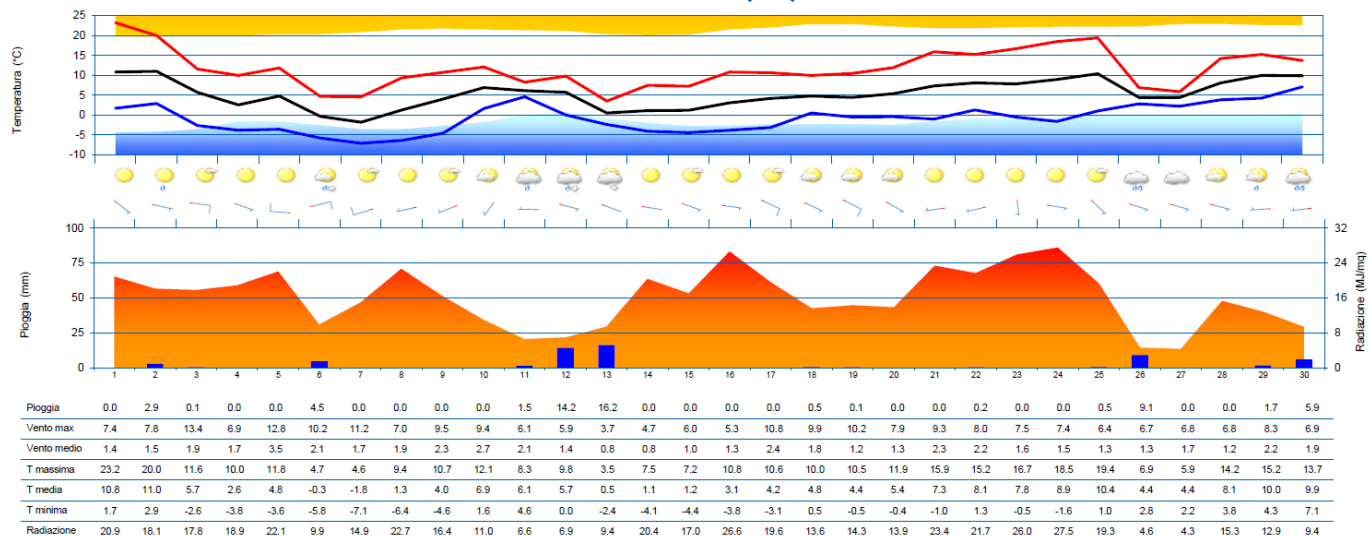 Temperatura (°C)
25
20
15
10
5
0
-5
-10
Pioggia (mm)
100
75
50
25
0
Radiazione (MJ/mq)
32
24
16
8
0
1 2 3 4 5 6 7 8 9 10 11 12 13 14 15 16 17 18 19 20 21 22 23 24 25 26 27 28 29 30
Pioggia 0.0 2.9 0.1 0.0 0.0 4.5 0.0 0.0 0.0 0.0 1.5 14.2 16.2 0.0 0.0 0.0 0.0 0.5 0.1 0.0 0.0 0.2 0.0 0.0 0.5 9.1 0.0 0.0 1.7 5.9
Vento max 7.4 7.8 13.4 6.9 12.8 10.2 11.2 7.0 9.5 9.4 6.1 5.9 3.7 4.7 6.0 5.3 10.8 9.9 10.2 7.9 9.3 8.0 7.5 7.4 6.4 6.7 6.8 6.8 8.3 6.9
Vento medio 1.4 1.5 1.9 1.7 3.5 2.1 1.7 1.9 2.3 2.7 2.1 1.4 0.8 0.8 1.0 1.3 2.4 1.8 1.2 1.3 2.3 2.2 1.6 1.5 1.3 1.3 1.7 1.2 2.2 1.9
T massima 23.2 20.0 11.6 10.0 11.8 4.7 4.6 9.4 10.7 12.1 8.3 9.8 3.5 7.5 7.2 10.8 10.6 10.0 10.5 11.9 15.9 15.2 16.7 18.5 19.4 6.9 5.9 14.2 15.2 13.7
T media 10.8 11.0 5.7 2.6 4.8 -0.3 -1.8 1.3 4.0 6.9 6.1 5.7 0.5 1.1 1.2 3.1 4.2 4.8 4.4 5.4 7.3 8.1 7.8 8.9 10.4 4.4 4.4 8.1 10.0 9.9
T minima 1.7 2.9 -2.6 -3.8 -3.6 -5.8 -7.1 -6.4 -4.6 1.6 4.6 0.0 -2.4 -4.1 -4.4 -3.8 -3.1 0.5 -0.5 -0.4 -1.0 1.3 -0.5 -1.6 1.0 2.8 2.2 3.8 4.3 7.1
Radiazione 20.9 18.1 17.8 18.9 22.1 9.9 14.9 22.7 16.4 11.0 6.6 6.9 9.4 20.4 17.0 26.6 19.6 13.6 14.3 13.9 23.4 21.7 26.0 27.5 19.3 4.6 4.3 15.3 12.9 9.4